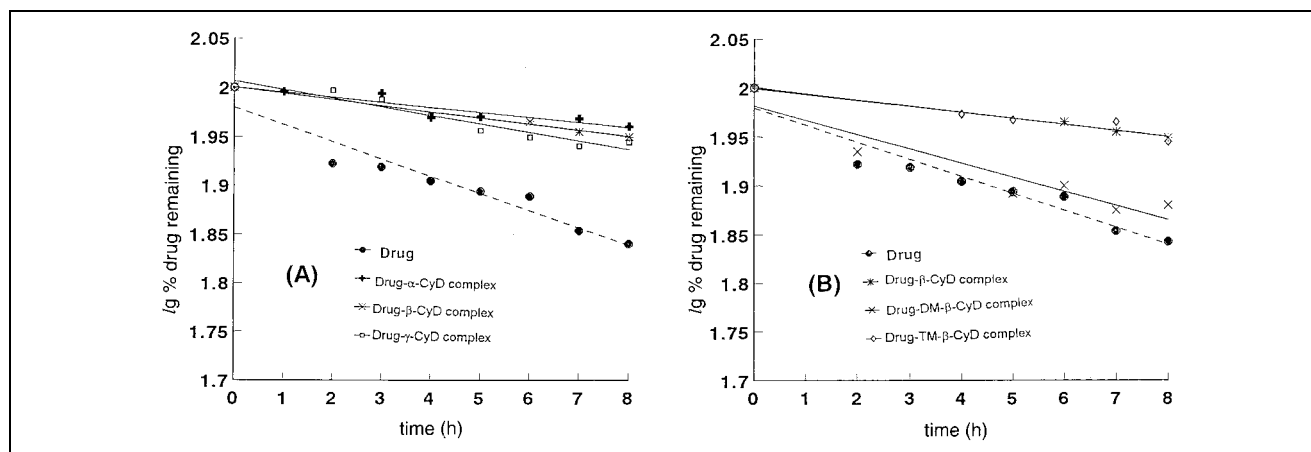 lg % drug remaining
2.05
2
1.95
1.9
1.85
1.8
1.75
1.7
0 1 2 3 4 5 6 7 8
time (h)
(A)
Drug
Drug-α-CyD complex
Drug-β-CyD complex
Drug-γ-CyD complex
lg % drug remaining
2.05
2
1.95
1.9
1.85
1.8
1.75
1.7
0 1 2 3 4 5 6 7 8
time (h)
(B)
Drug
Drug-β-CyD complex
Drug-DM-β-CyD complex
Drug-TM-β-CyD complex